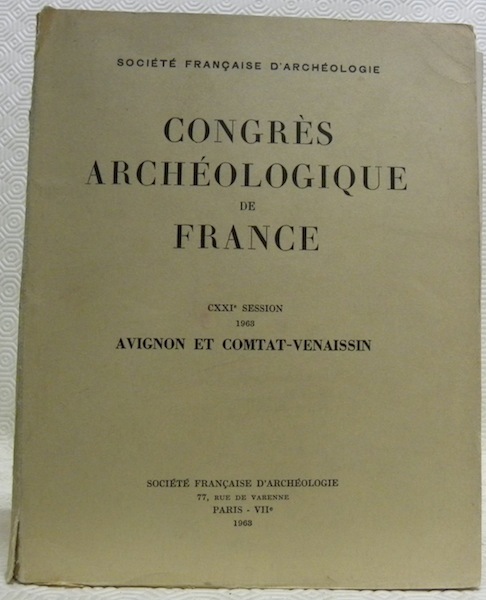 SOCIÉTÉ FRANÇAISE D'ARCHÉOLOGIE
CONGRÈS
ARCHÉOLOGIQUE
DE
FRANCE
CXXIe SESSION
1963
AVIGNON ET COMTAT-VENAISSIN
SOCIÉTÉ FRANÇAISE D'ARCHÉOLOGIE
77, RUE DE VARENNE
PARIS - VIIe
1963